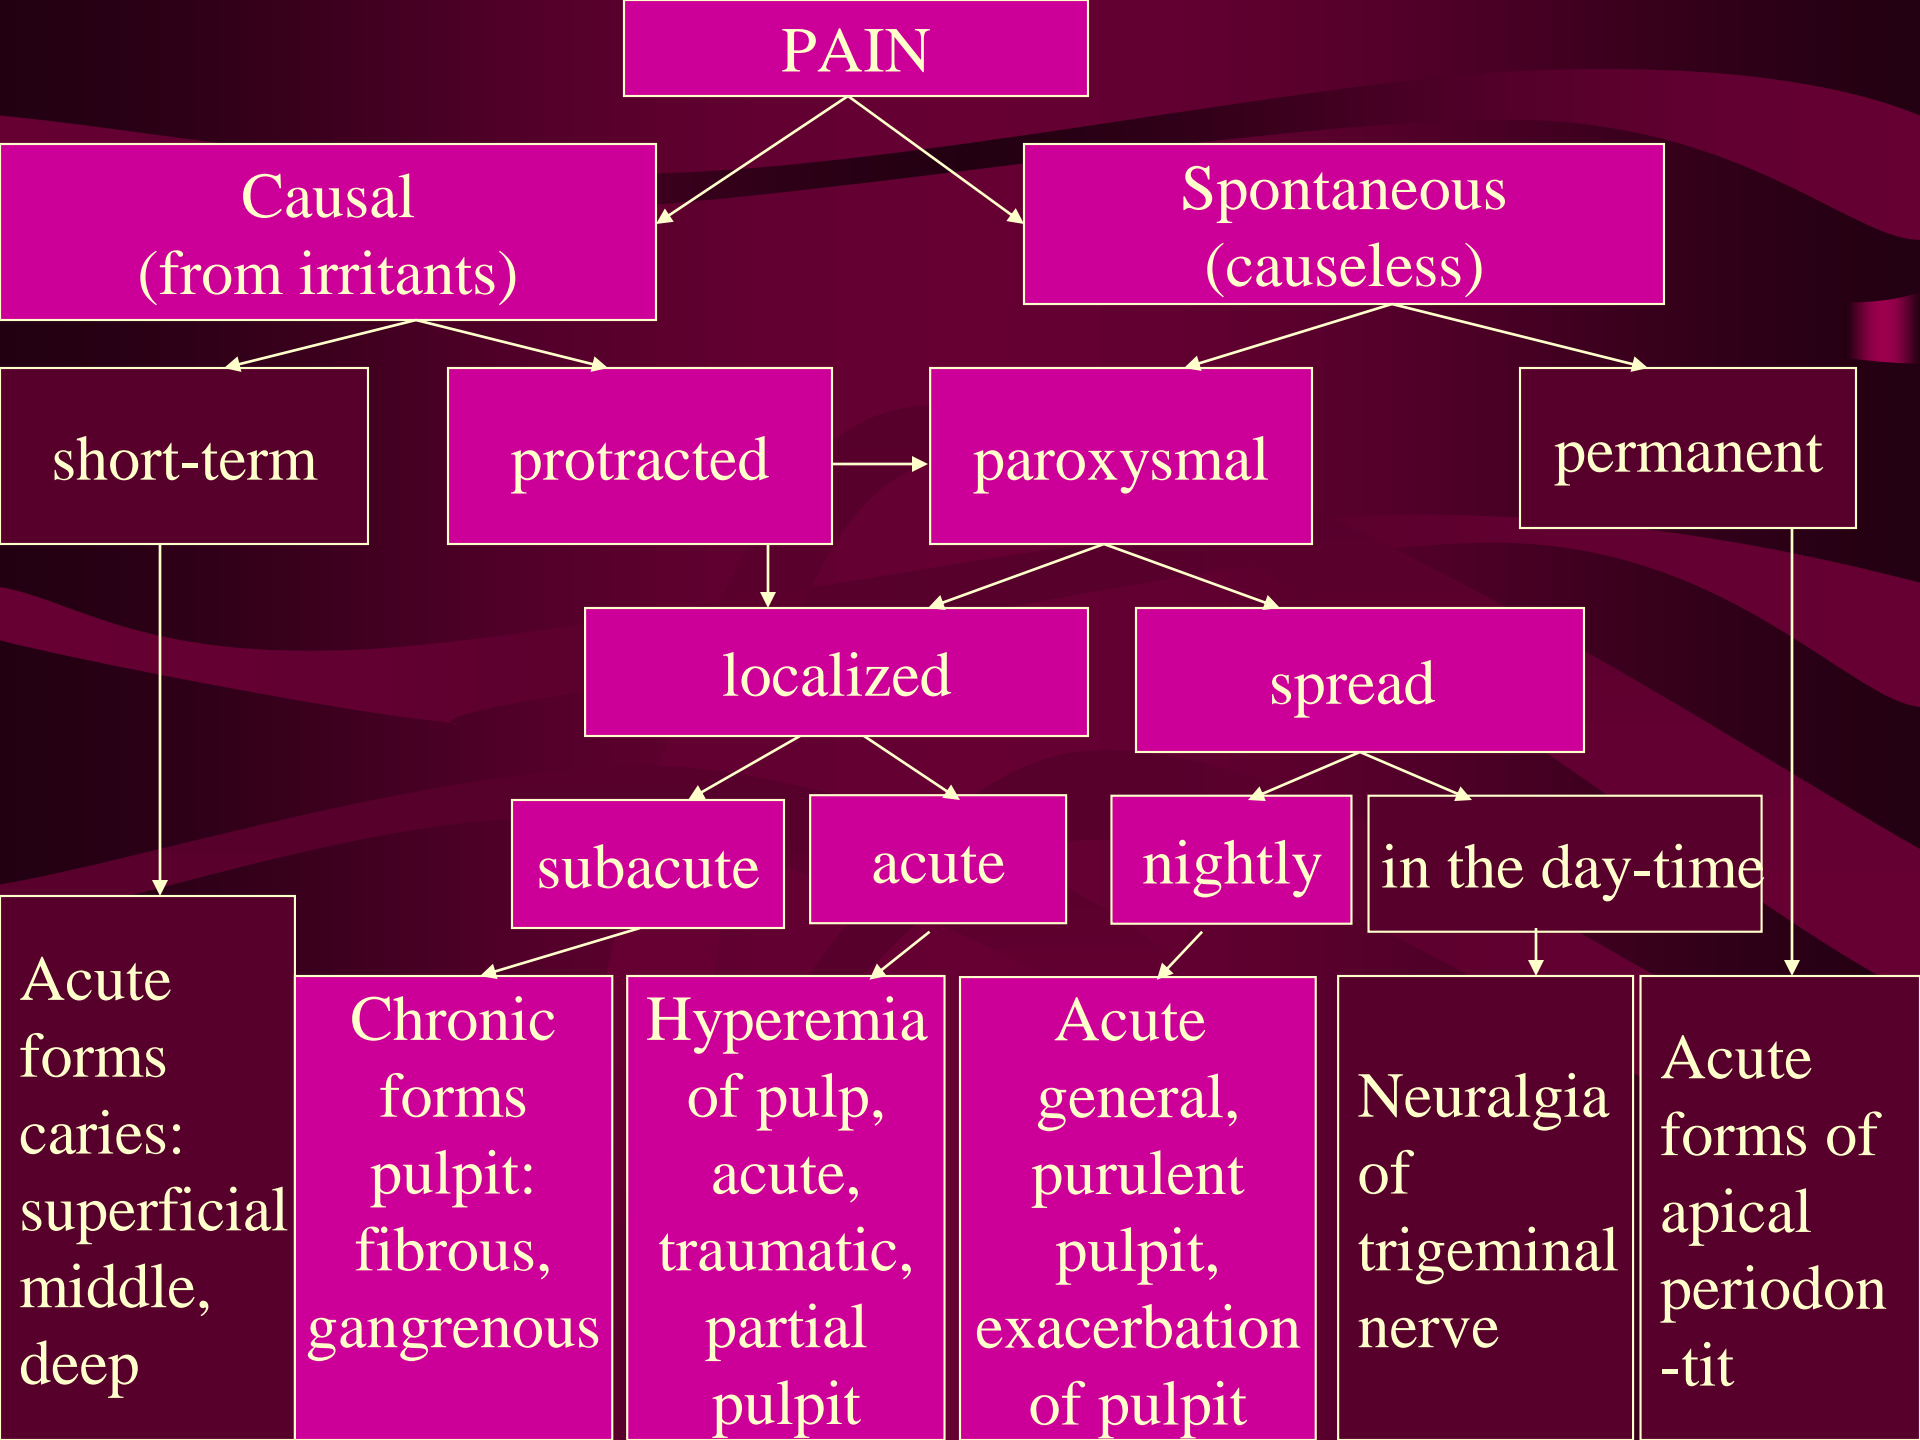 PAIN
Causal
(from irritants)
Spontaneous
(causeless)
short-term
protracted
paroxysmal
permanent
localized
spread
subacute
acute
nightly
in the day-time
Acute
forms
caries:
superficial
middle,
deep
Chronic
forms
pulpit:
fibrous,
gangrenous
Hyperemia
of pulp,
acute,
traumatic,
partial
pulpit
Acute
general,
purulent
pulpit,
exacerbation
of pulpit
Neuralgia
of
trigeminal
nerve
Acute
forms of
apical
periodon
-tit